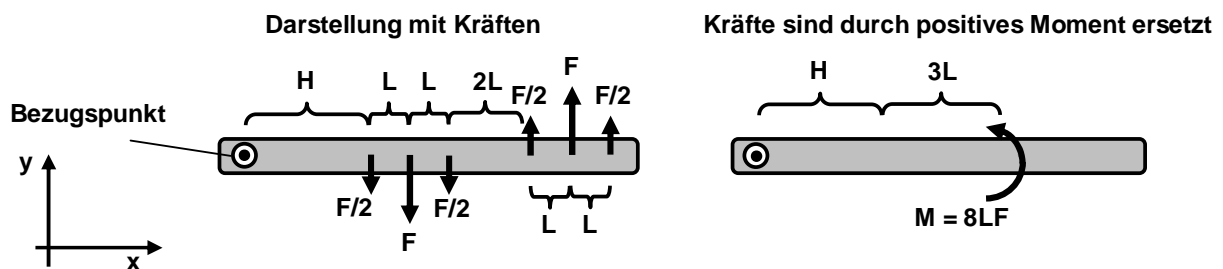 Darstellung mit Kräften
Kräfte sind durch positives Moment ersetzt
Bezugspunkt
H
L
L
2L
F/2
F
F/2
F/2
F
F/2
L
L
y
x
H
3L
M = 8LF